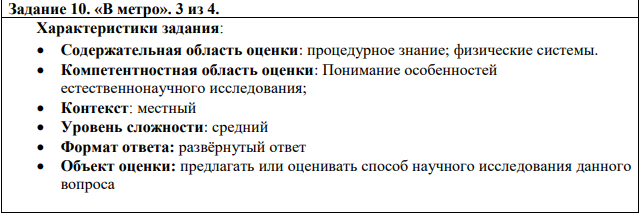 Задание 10. «В метро». 3 из 4.
Характеристики задания:
• Содержательная область оценки: процедурное знание; физические системы.
• Компетентностная область оценки: Понимание особенностей
естественнонаучного исследования;
• Контекст: местный
• Уровень сложности: средний
• Формат ответа: развёрнутый ответ
• Объект оценки: предлагать или оценивать способ научного исследования данного
вопроса